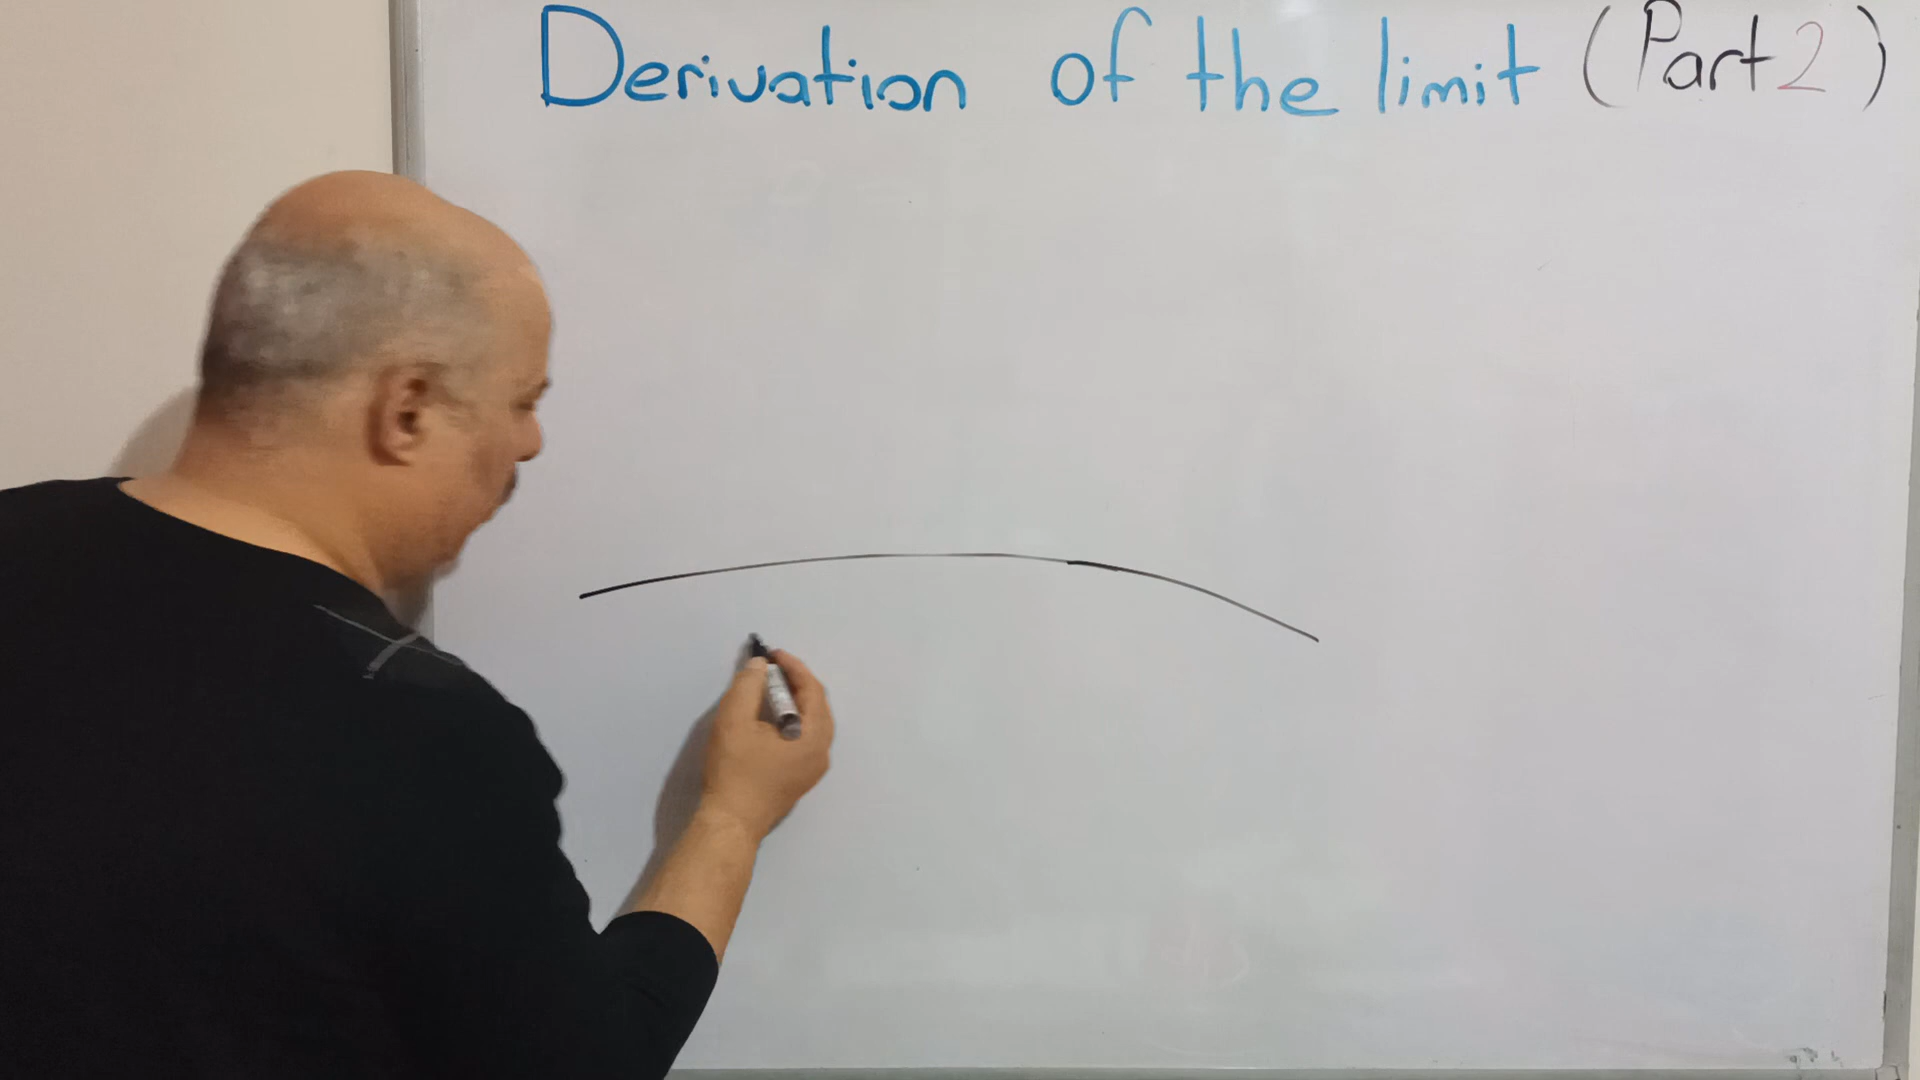 Derivation of the limit (Part 2)